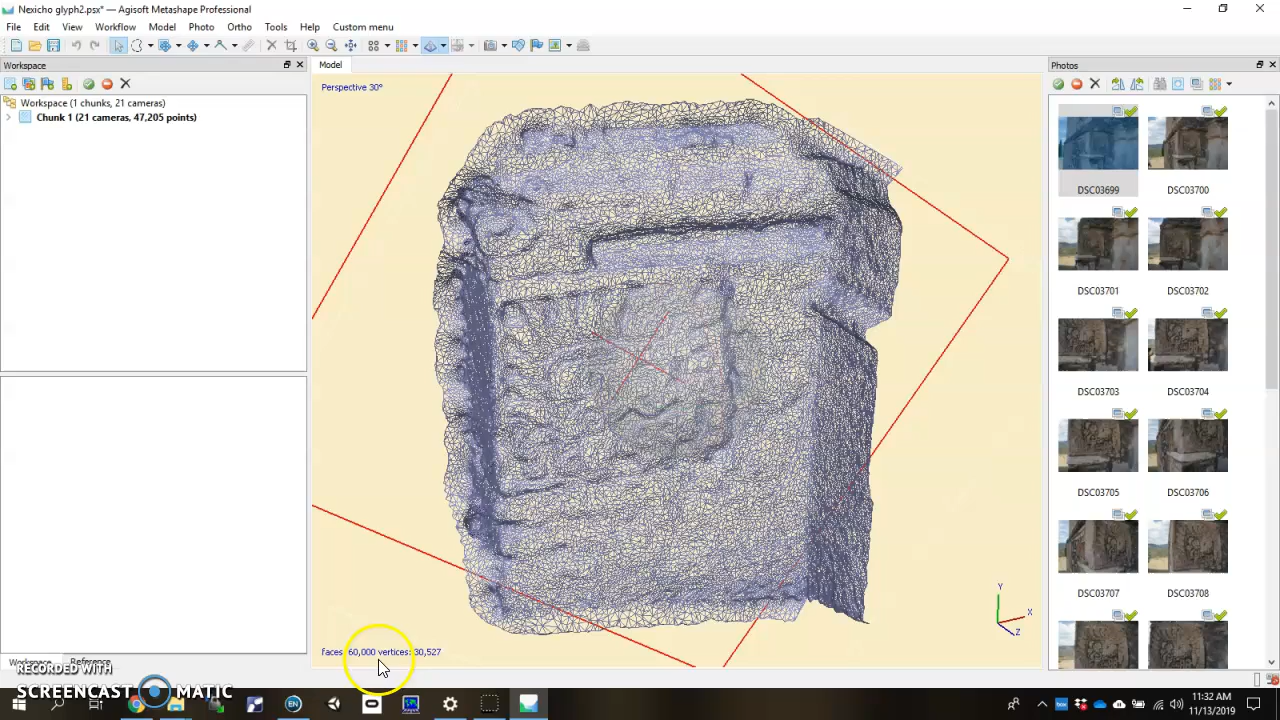 Nexicho glyph2.psx* — Agisoft Metashape Professional
File Edit View Workflow Model Photo Ortho Tools Help Custom menu
Workspace
Model
Photos
Perspective 30°
Workspace (1 chunks, 21 cameras)
Chunk 1 (21 cameras, 47,205 points)
DSC03699 DSC03700
DSC03701 DSC03702
DSC03703 DSC03704
DSC03705 DSC03706
DSC03707 DSC03708
Y
X
Z
faces: 60,000 vertices: 30,527
Workspace Reference
RECORDED WITH
SCREENCAST MATIC
11:32 AM
11/13/2019